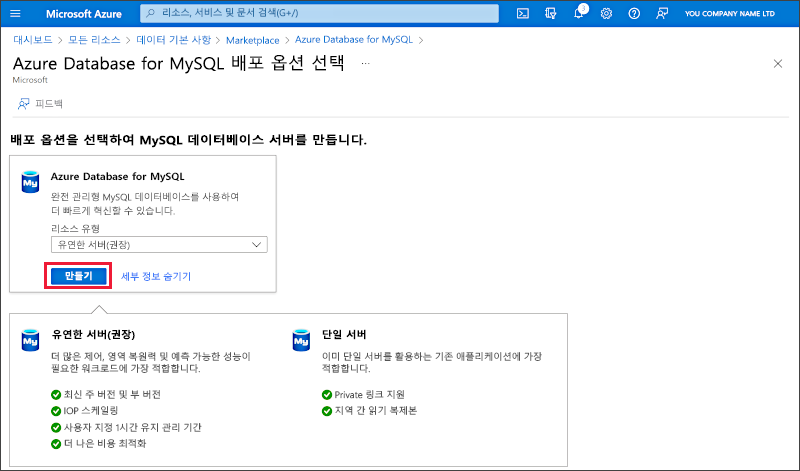 Microsoft Azure
리소스, 서비스 및 문서 검색(G+/)
3
YOU COMPANY NAME LTD
대시보드 > 모든 리소스 > 데이터 기본 사항 > Marketplace > Azure Database for MySQL >
Azure Database for MySQL 배포 옵션 선택 ...
Microsoft
피드백
배포 옵션을 선택하여 MySQL 데이터베이스 서버를 만듭니다.
My
Azure Database for MySQL
완전 관리형 MySQL 데이터베이스를 사용하여
더 빠르게 혁신할 수 있습니다.
리소스 유형
유연한 서버(권장)
만들기
세부 정보 숨기기
My
유연한 서버(권장)
더 많은 제어, 영역 복원력 및 예측 가능한 성능이
필요한 워크로드에 가장 적합합니다.
최신 주 버전 및 부 버전
IOP 스케일링
사용자 지정 1시간 유지 관리 기간
더 나은 비용 최적화
My
단일 서버
이미 단일 서버를 활용하는 기존 애플리케이션에 가장
적합합니다.
Private 링크 지원
지역 간 읽기 복제본